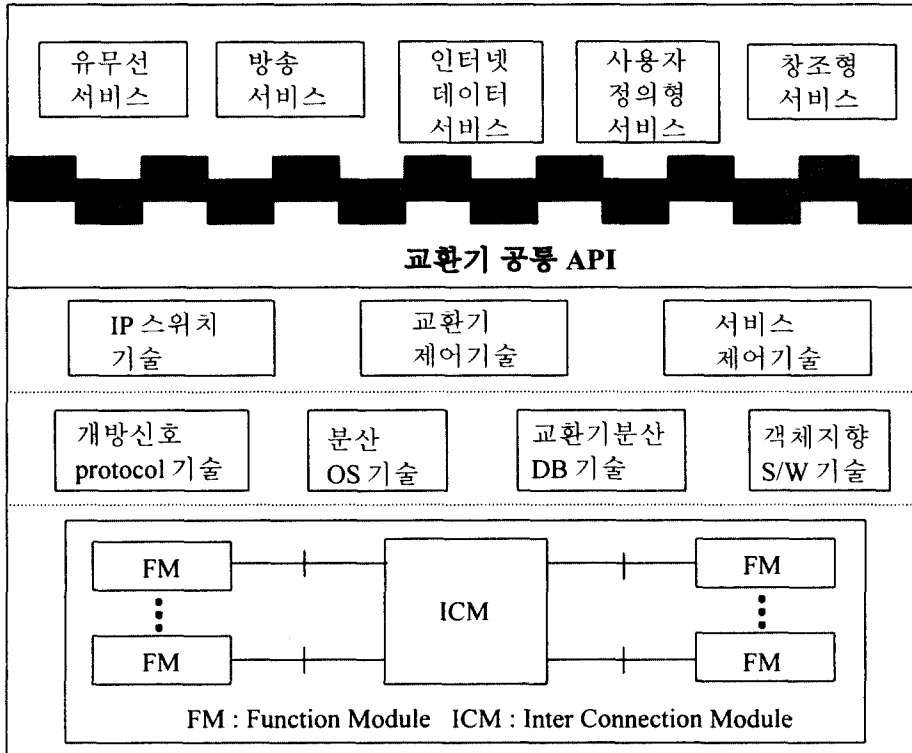 유무선
서비스
방송
서비스
인터넷
데이터
서비스
사용자
정의형
서비스
창조형
서비스
교환기 공통 API
IP 스위치
기술
교환기
제어기술
서비스
제어기술
개방신호
protocol 기술
분산
OS 기술
교환기분산
DB 기술
객체지향
S/W 기술
FM
FM
ICM
FM
FM
FM : Function Module ICM : Inter Connection Module